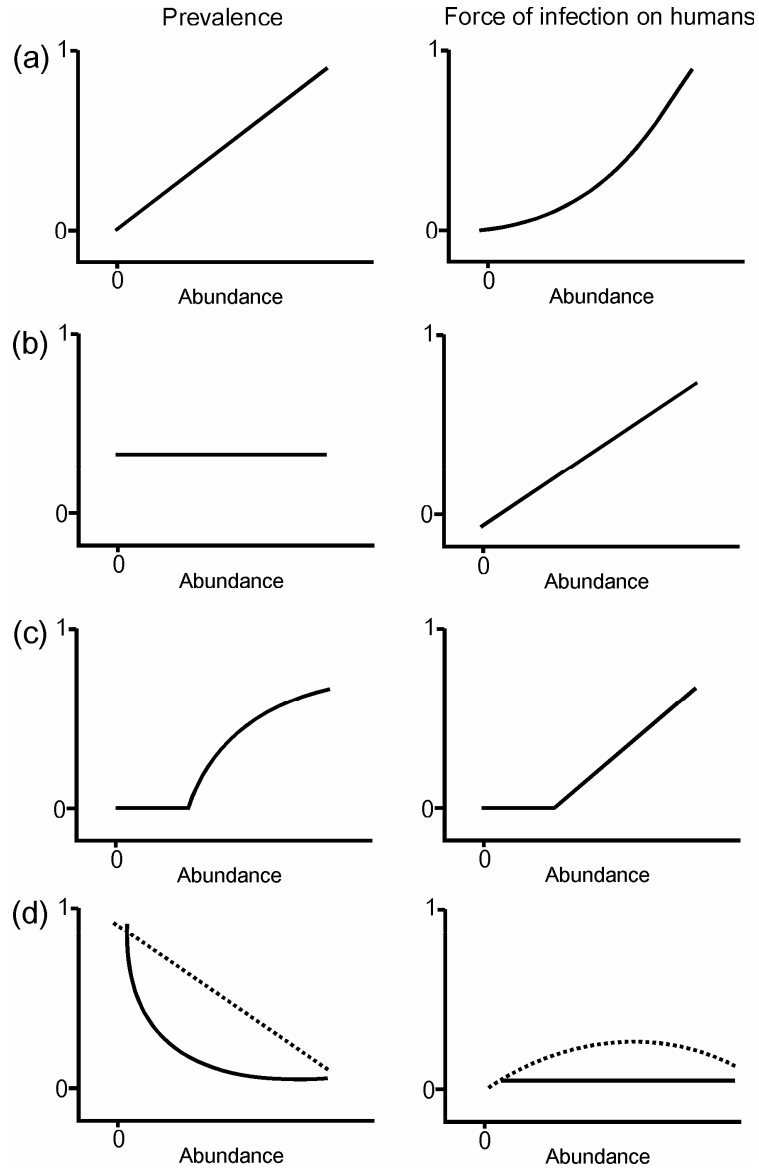 Prevalence Force of infection on humans
(a) 1 1
0 0
0 0
Abundance Abundance
(b) 1 1
0 0
0 0
Abundance Abundance
(c) 1 1
0 0
0 0
Abundance Abundance
(d) 1 1
0 0
0 0
Abundance Abundance